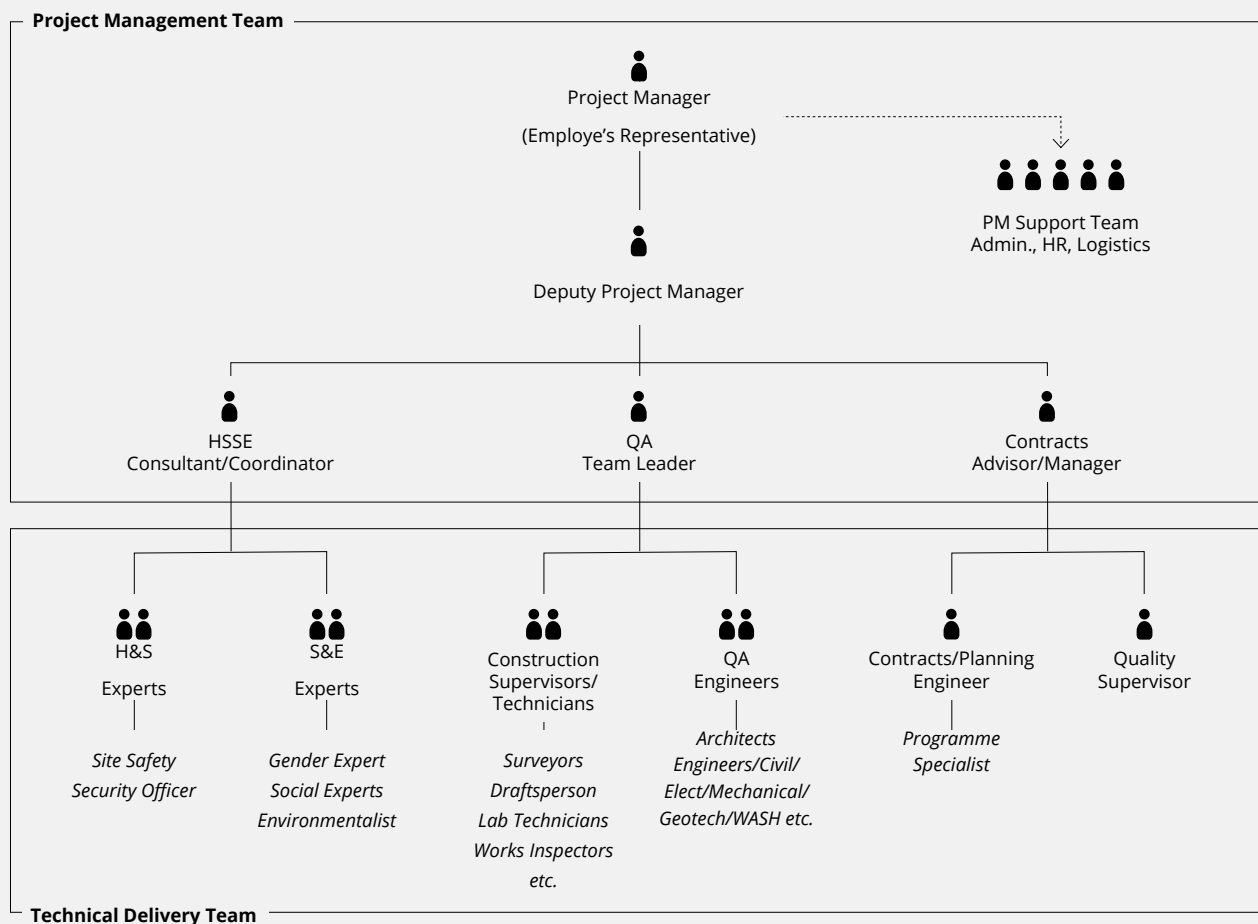 Project Management Team
Project Manager
(Employe's Representative)
PM Support Team
Admin., HR, Logistics
Deputy Project Manager
HSSE
Consultant/Coordinator
QA
Team Leader
Contracts
Advisor/Manager
H&S
Experts
S&E
Experts
Construction
Supervisors/
Technicians
QA
Engineers
Contracts/Planning
Engineer
Quality
Supervisor
Site Safety
Security Officer
Gender Expert
Social Experts
Environmentalist
Surveyors
Draftsperson
Lab Technicians
Works Inspectors
etc.
Architects
Engineers/Civil/
Elect/Mechanical/
Geotech/WASH etc.
Programme
Specialist
Technical Delivery Team